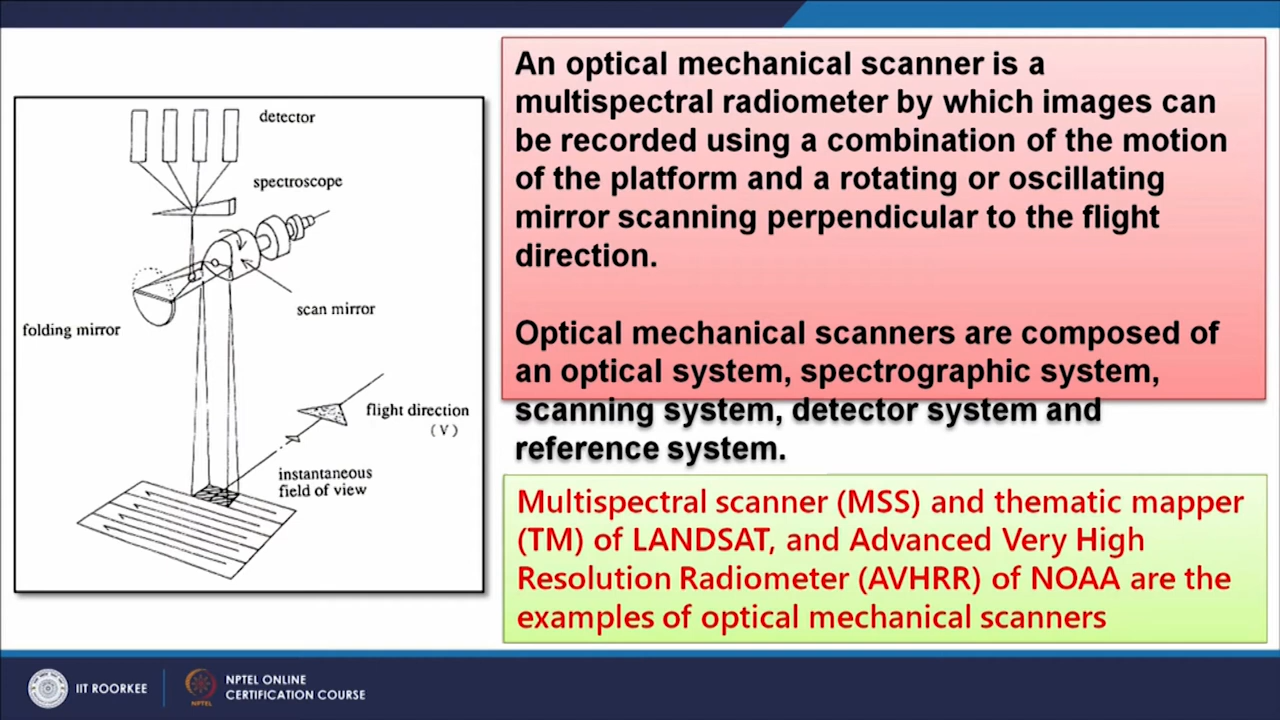 detector
spectroscope
scan mirror
folding mirror
flight direction
(V)
instantaneous
field of view
An optical mechanical scanner is a
multispectral radiometer by which images can
be recorded using a combination of the motion
of the platform and a rotating or oscillating
mirror scanning perpendicular to the flight
direction.
Optical mechanical scanners are composed of
an optical system, spectrographic system,
scanning system, detector system and
reference system.
Multispectral scanner (MSS) and thematic mapper
(TM) of LANDSAT, and Advanced Very High
Resolution Radiometer (AVHRR) of NOAA are the
examples of optical mechanical scanners
IIT ROORKEE
NPTEL
NPTEL ONLINE
CERTIFICATION COURSE